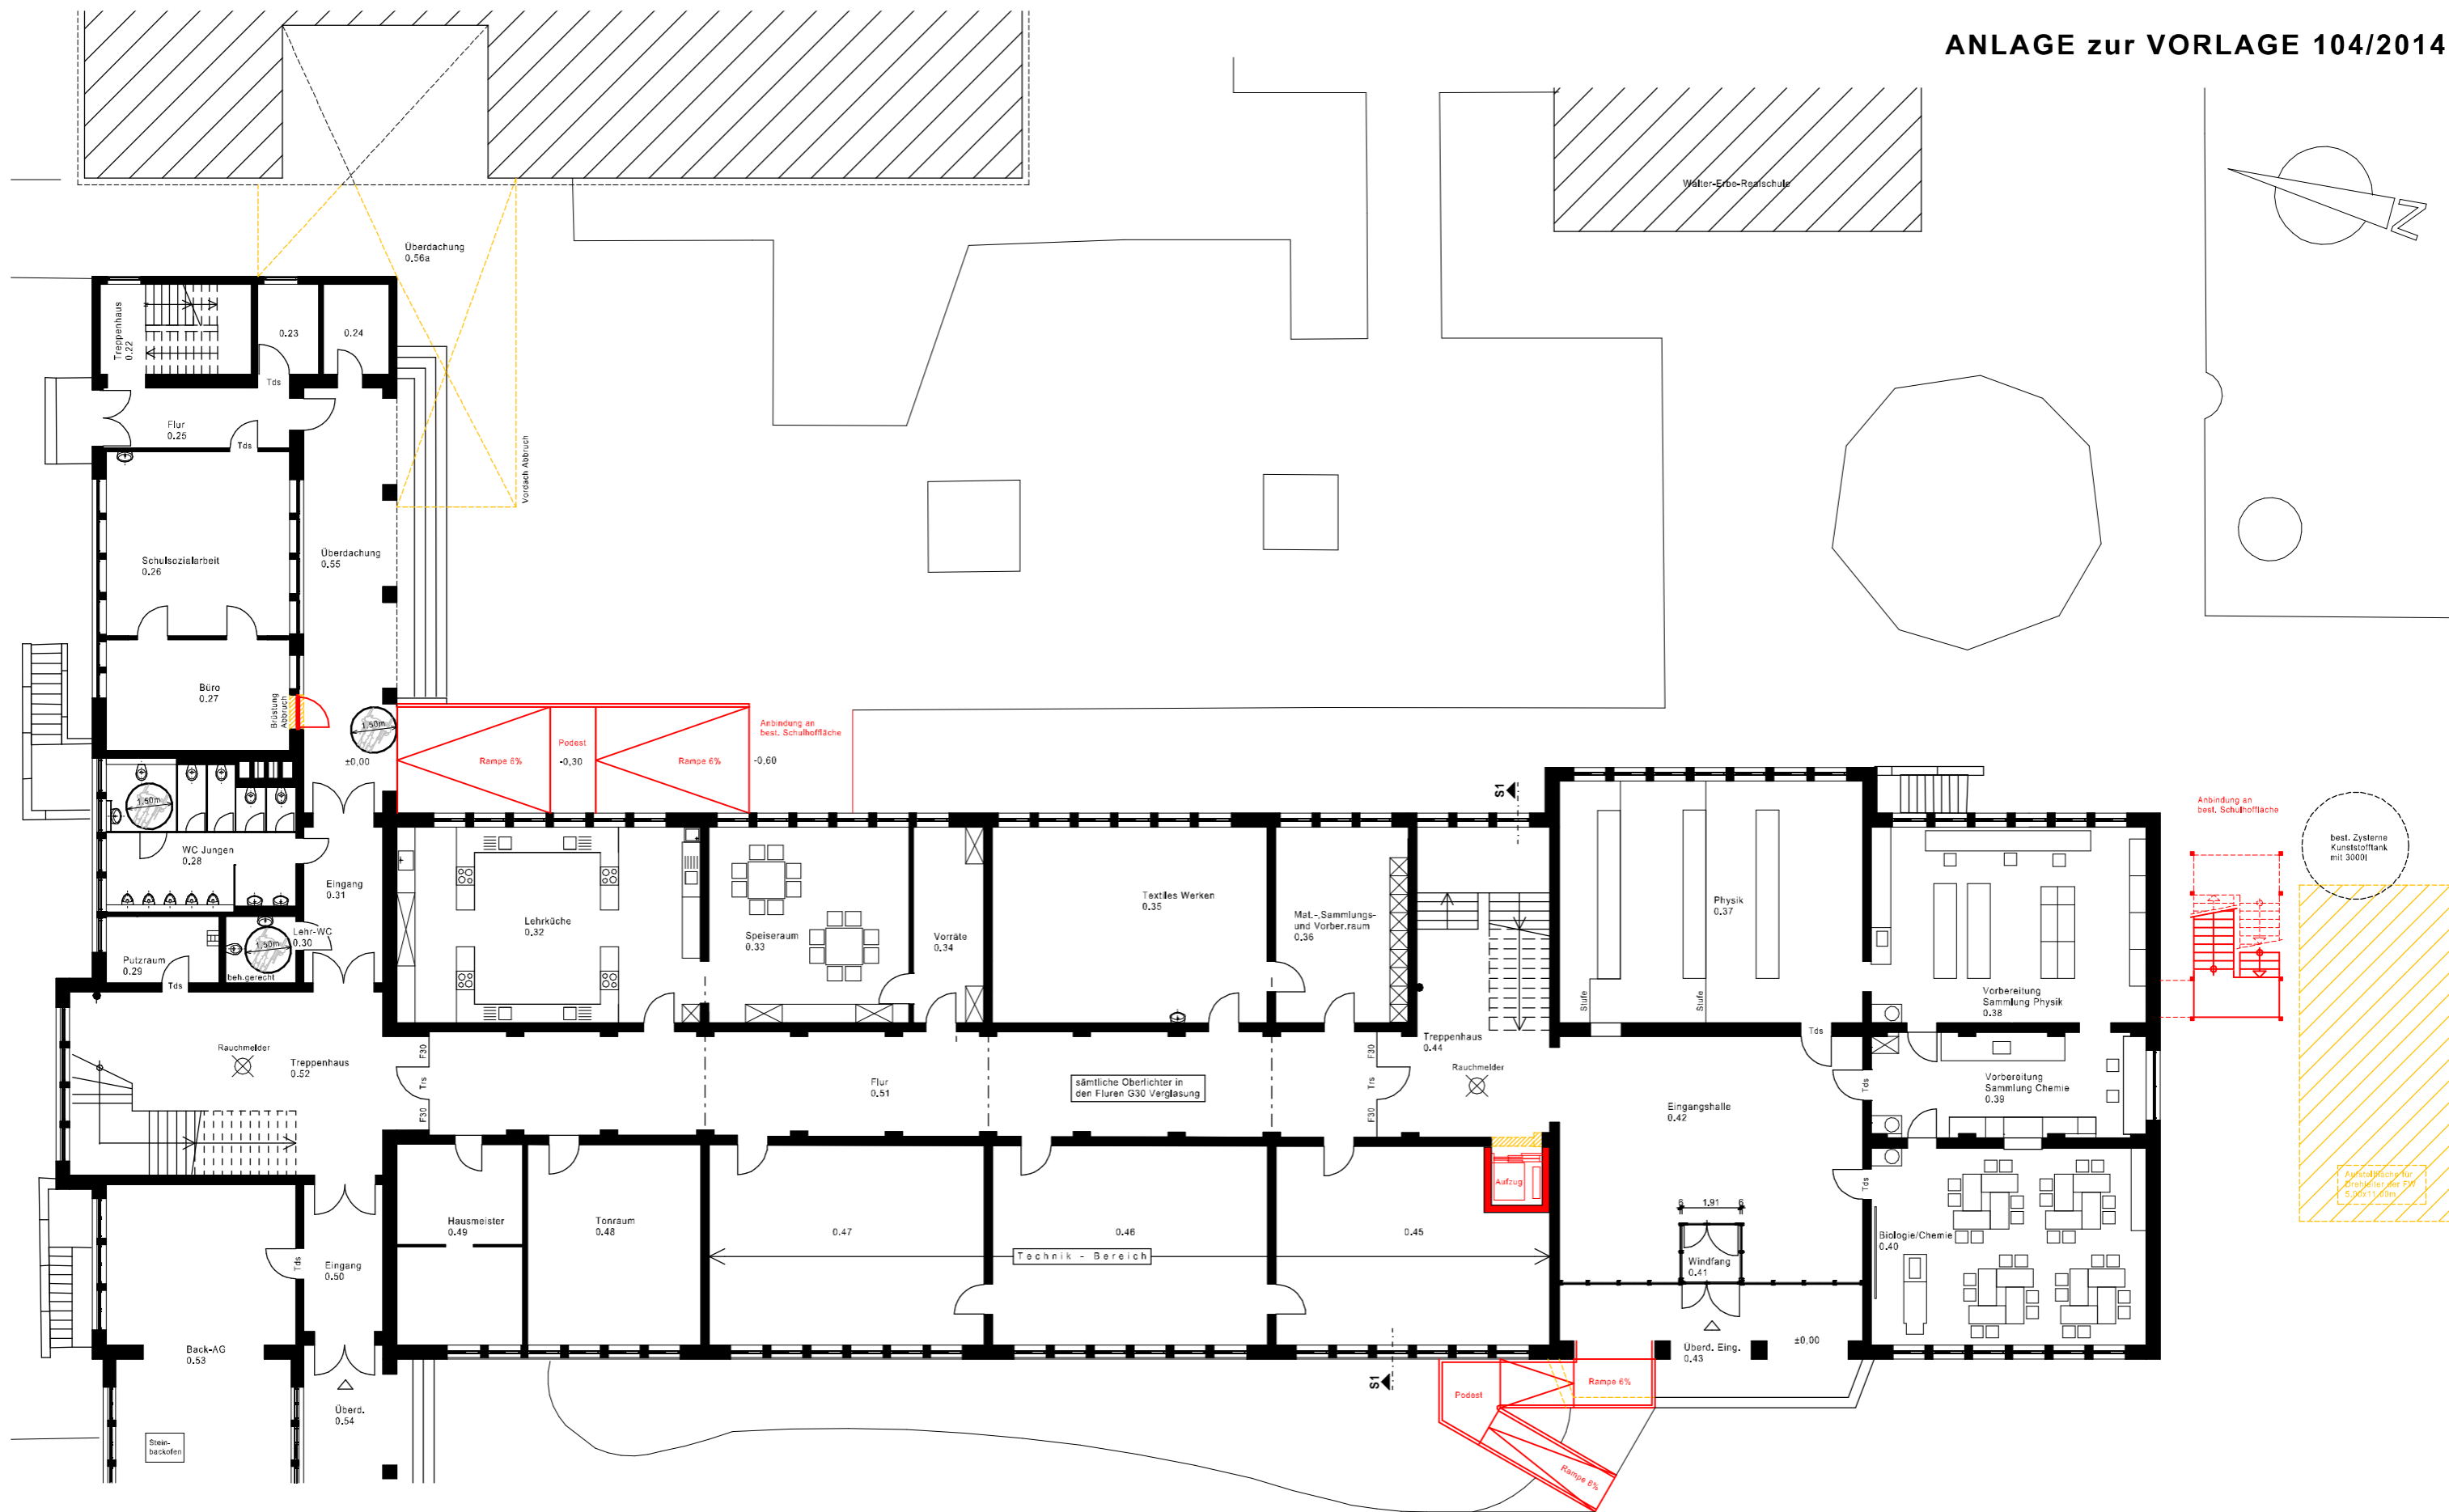 ANLAGE zur VORLAGE 104/2014
Walter-Erbe-Realschule
N
Überdachung
0.56a
Treppenhaus
0.22
0.23
0.24
Tds
Flur
0.25
Tds
Vordach Abbruch
Schulsozialarbeit
0.26
Überdachung
0.55
Büro
0.27
Brüstung
Abbruch
1.50m
±0,00
Rampe 6%
Podest
-0,30
Rampe 6%
-0,60
Anbindung an
best. Schulhoffläche
S1
Anbindung an
best. Schulhoffläche
best. Zysterne
Kunststofftank
mit 3000l
1.50m
WC Jungen
0.28
Eingang
0.31
Lehr-WC
0.30
1.50m
beh.gerecht
Putzraum
0.29
Tds
Lehrküche
0.32
Speiseraum
0.33
Vorräte
0.34
Textiles Werken
0.35
Mat.-,Sammlungs-
und Vorber.raum
0.36
Physik
0.37
Stufe
Stufe
Vorbereitung
Sammlung Physik
0.38
Tds
Rauchmelder
Treppenhaus
0.52
F30
Trs
F30
Flur
0.51
sämtliche Oberlichter in
den Fluren G30 Verglasung
F30
Trs
F30
Treppenhaus
0.44
Rauchmelder
Eingangshalle
0.42
Tds
Vorbereitung
Sammlung Chemie
0.39
Aufzug
Tds
Aufstellfläche für
Drehleiter der FW
5.00x11.00m
Hausmeister
0.49
Tonraum
0.48
0.47
0.46
0.45
Technik - Bereich
6 1.91 6
Windfang
0.41
Biologie/Chemie
0.40
Eingang
0.50
Tds
Back-AG
0.53
Überd. Eing.
0.43
±0,00
S1
Podest
Rampe 6%
Rampe 6%
Überd.
0.54
Stein-
backofen